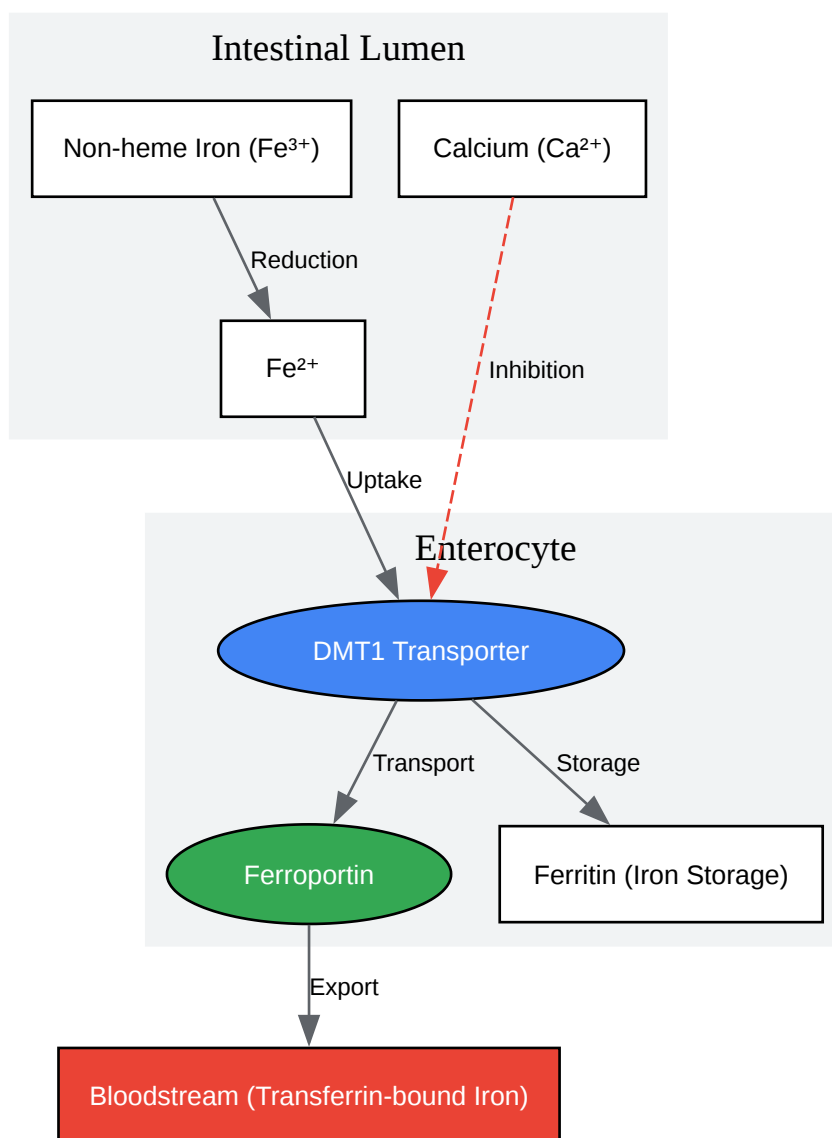 Intestinal Lumen
Non-heme Iron (Fe³⁺)
Calcium (Ca²⁺)
Reduction
Fe²⁺
Inhibition
Uptake
Enterocyte
DMT1 Transporter
Transport
Storage
Ferroportin
Ferritin (Iron Storage)
Export
Bloodstream (Transferrin-bound Iron)